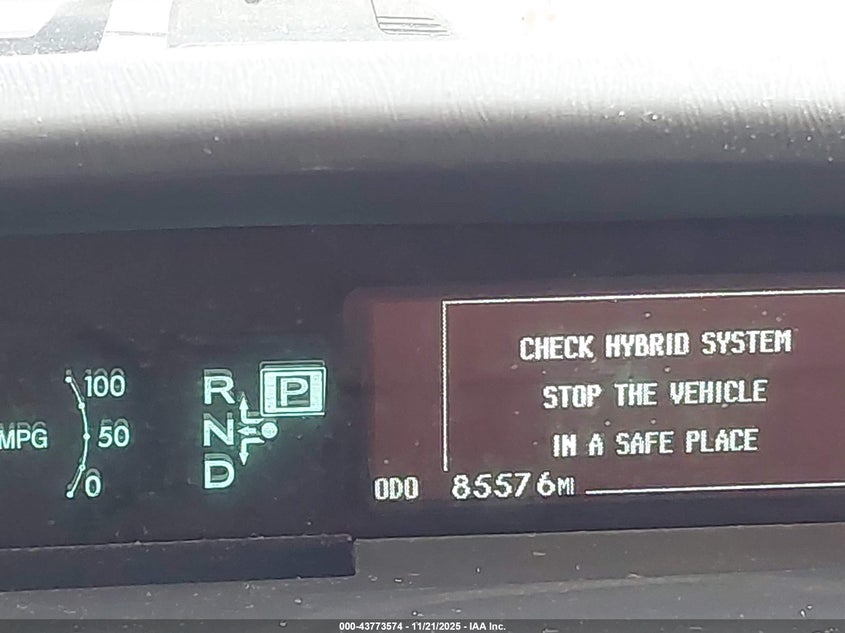 100
MPG
50
0
R
P
N
D
CHECK HYBRID SYSTEM
STOP THE VEHICLE
IN A SAFE PLACE
ODO 85576MI
000-43773574 - 11/21/2025 - IAA Inc.